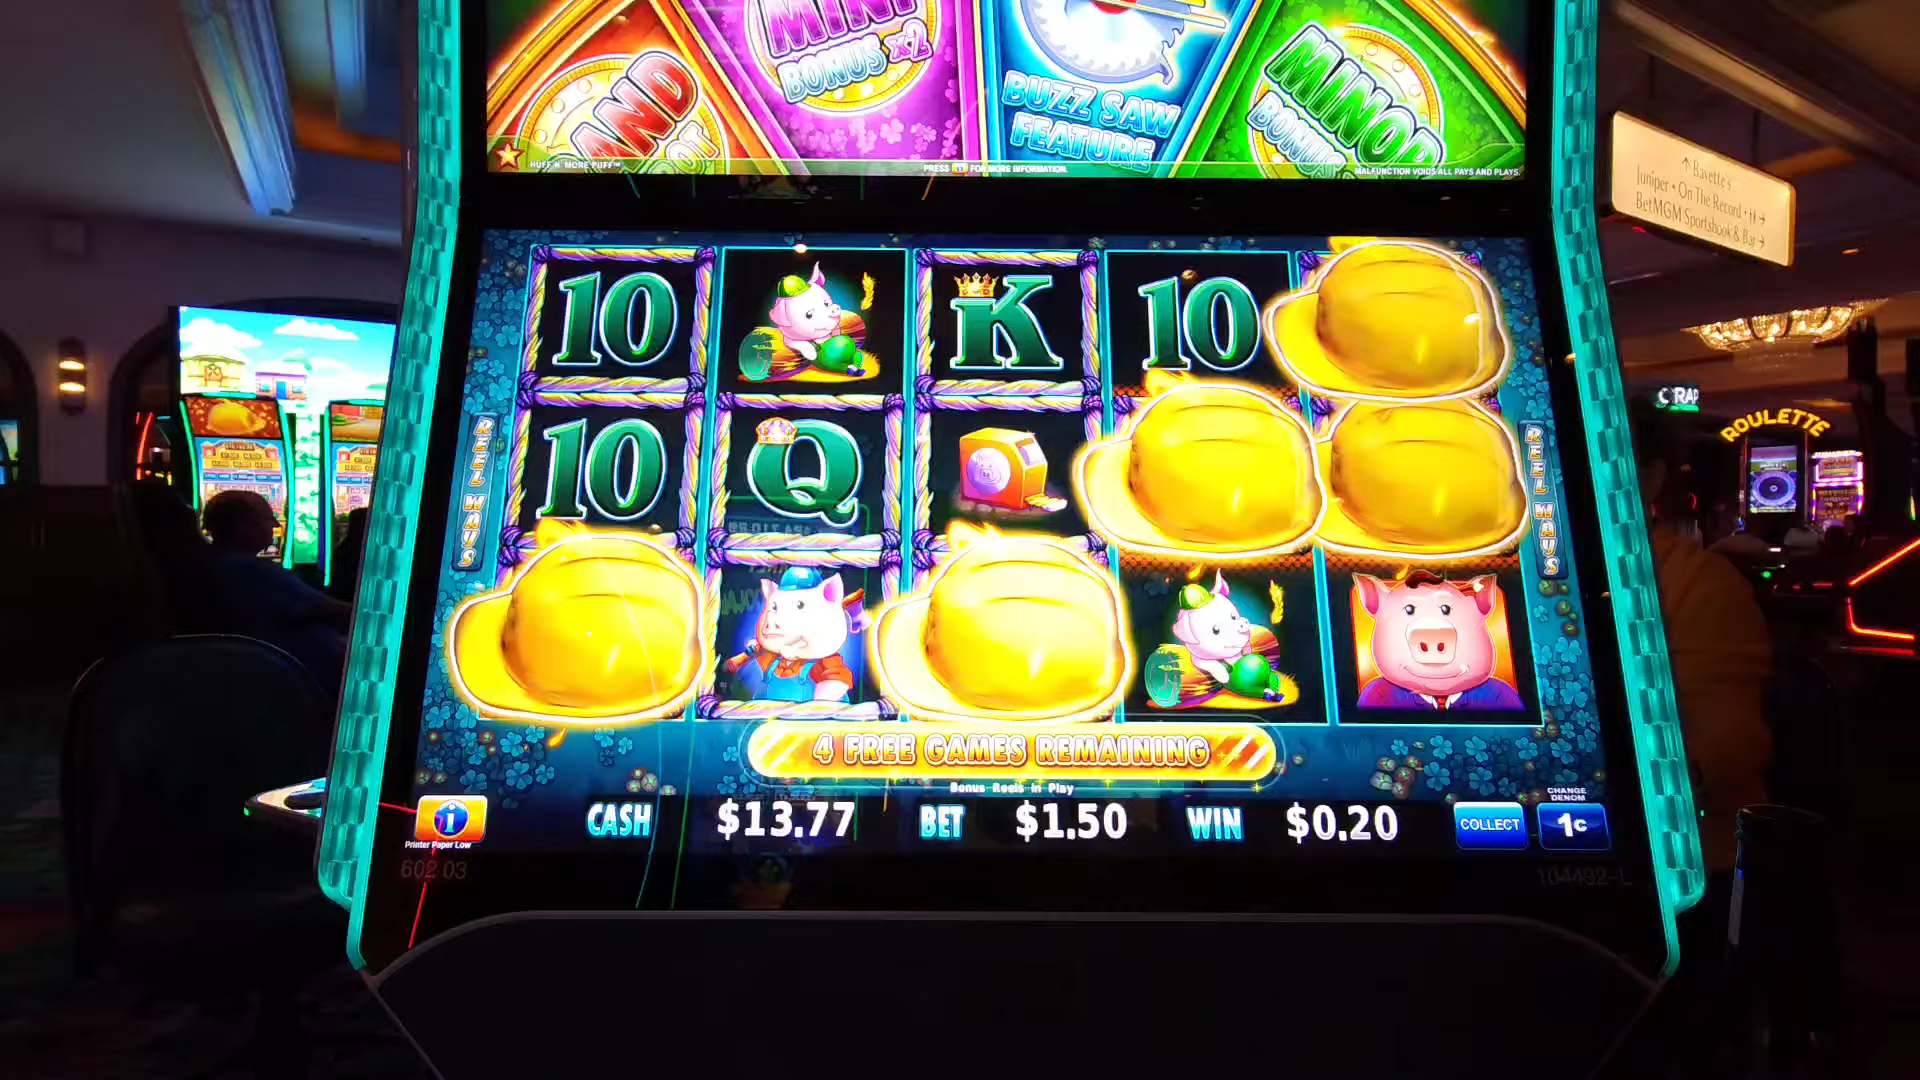 MINI
BONUS x2
BUZZ SAW
FEATURE
MINOR
BONUS
HUFF N' MORE PUFF™
PRESS i FOR MORE INFORMATION.
MALFUNCTION VOIDS ALL PAYS AND PLAYS.
↑ Bavette's
Juniper • On The Record •
BetMGM Sportsbook & Bar →
CRAP
ROULETTE
10
K
10
10
Q
REEL WAYS
REEL WAYS
4 FREE GAMES REMAINING
Bonus Reels in Play
CASH $13.77 BET $1.50 WIN $0.20
COLLECT
CHANGE
DENOM
1¢
i
Printer Paper Low
602 03
104492-L